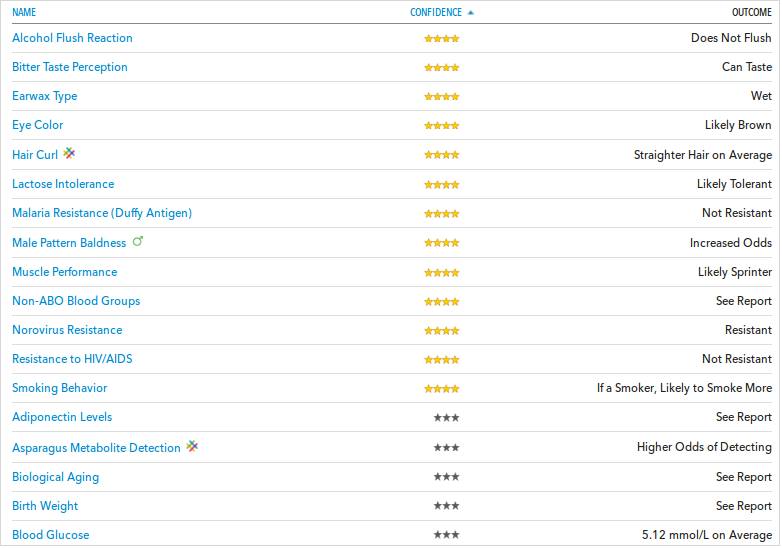 NAME CONFIDENCE OUTCOME
Alcohol Flush Reaction Does Not Flush
Bitter Taste Perception Can Taste
Earwax Type Wet
Eye Color Likely Brown
Hair Curl Straighter Hair on Average
Lactose Intolerance Likely Tolerant
Malaria Resistance (Duffy Antigen) Not Resistant
Male Pattern Baldness Increased Odds
Muscle Performance Likely Sprinter
Non-ABO Blood Groups See Report
Norovirus Resistance Resistant
Resistance to HIV/AIDS Not Resistant
Smoking Behavior If a Smoker, Likely to Smoke More
Adiponectin Levels See Report
Asparagus Metabolite Detection Higher Odds of Detecting
Biological Aging See Report
Birth Weight See Report
Blood Glucose 5.12 mmol/L on Average